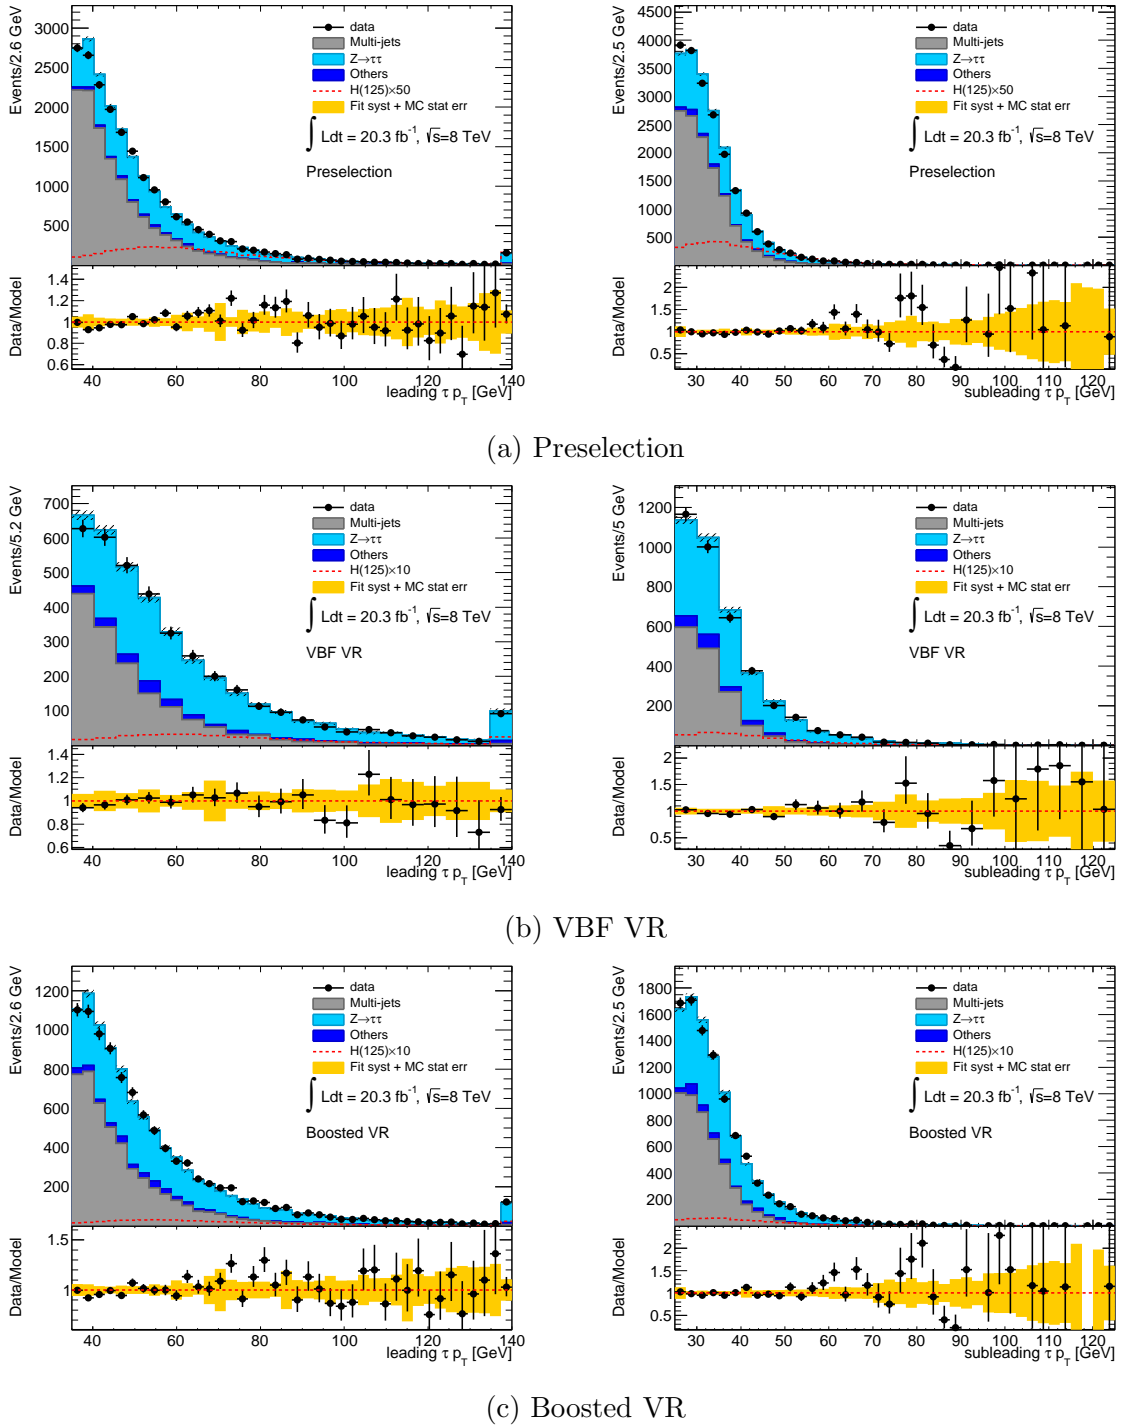 Events/2.6 GeV
3000
2500
2000
1500
1000
500
data
Multi-jets
Z→ττ
Others
H(125)×50
Fit syst + MC stat err
∫ Ldt = 20.3 fb⁻¹, √s=8 TeV
Preselection
Data/Model
1.4
1.2
1
0.8
0.6
40 60 80 100 120 140
leading τ p_T [GeV]
Events/2.5 GeV
4500
4000
3500
3000
2500
2000
1500
1000
500
data
Multi-jets
Z→ττ
Others
H(125)×50
Fit syst + MC stat err
∫ Ldt = 20.3 fb⁻¹, √s=8 TeV
Preselection
Data/Model
2
1.5
1
0.5
30 40 50 60 70 80 90 100 110 120
subleading τ p_T [GeV]
(a) Preselection
Events/5.2 GeV
700
600
500
400
300
200
100
data
Multi-jets
Z→ττ
Others
H(125)×10
Fit syst + MC stat err
∫ Ldt = 20.3 fb⁻¹, √s=8 TeV
VBF VR
Data/Model
1.4
1.2
1
0.8
0.6
40 60 80 100 120 140
leading τ p_T [GeV]
Events/5 GeV
1200
1000
800
600
400
200
data
Multi-jets
Z→ττ
Others
H(125)×10
Fit syst + MC stat err
∫ Ldt = 20.3 fb⁻¹, √s=8 TeV
VBF VR
Data/Model
2
1.5
1
0.5
30 40 50 60 70 80 90 100 110 120
subleading τ p_T [GeV]
(b) VBF VR
Events/2.6 GeV
1200
1000
800
600
400
200
data
Multi-jets
Z→ττ
Others
H(125)×10
Fit syst + MC stat err
∫ Ldt = 20.3 fb⁻¹, √s=8 TeV
Boosted VR
Data/Model
1.5
1
40 60 80 100 120 140
leading τ p_T [GeV]
Events/2.5 GeV
1800
1600
1400
1200
1000
800
600
400
200
data
Multi-jets
Z→ττ
Others
H(125)×10
Fit syst + MC stat err
∫ Ldt = 20.3 fb⁻¹, √s=8 TeV
Boosted VR
Data/Model
2
1.5
1
0.5
30 40 50 60 70 80 90 100 110 120
subleading τ p_T [GeV]
(c) Boosted VR